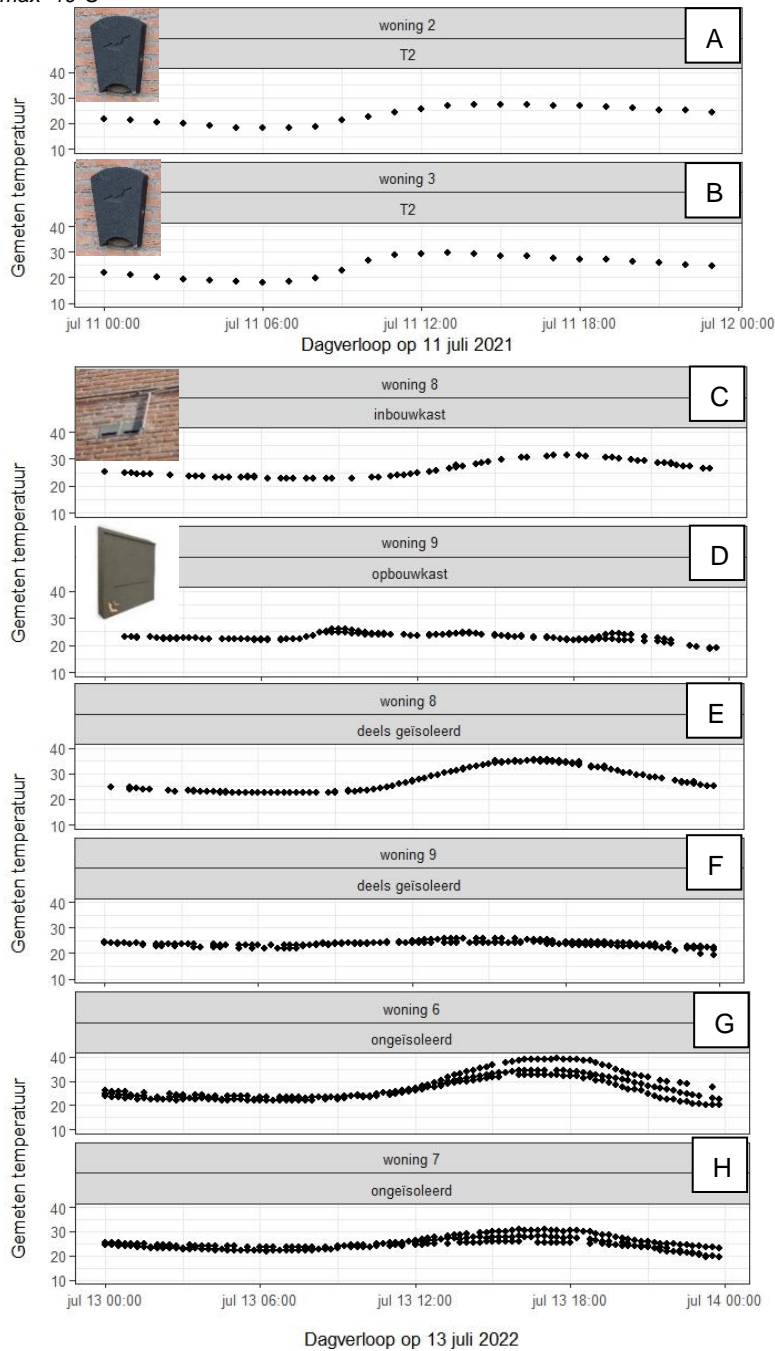 woning 2
A
T2
Gemeten temperatuur
40
30
20
10
woning 3
B
T2
40
30
20
10
jul 11 00:00 jul 11 06:00 jul 11 12:00 jul 11 18:00 jul 12 00:00
Dagverloop op 11 juli 2021
woning 8
C
inbouwkast
Gemeten temperatuur
40
30
20
10
woning 9
D
opbouwkast
40
30
20
10
woning 8
E
deels geïsoleerd
Gemeten temperatuur
40
30
20
10
woning 9
F
deels geïsoleerd
40
30
20
10
woning 6
G
ongeïsoleerd
Gemeten temperatuur
40
30
20
10
woning 7
H
ongeïsoleerd
40
30
20
10
jul 13 00:00 jul 13 06:00 jul 13 12:00 jul 13 18:00 jul 14 00:00
Dagverloop op 13 juli 2022